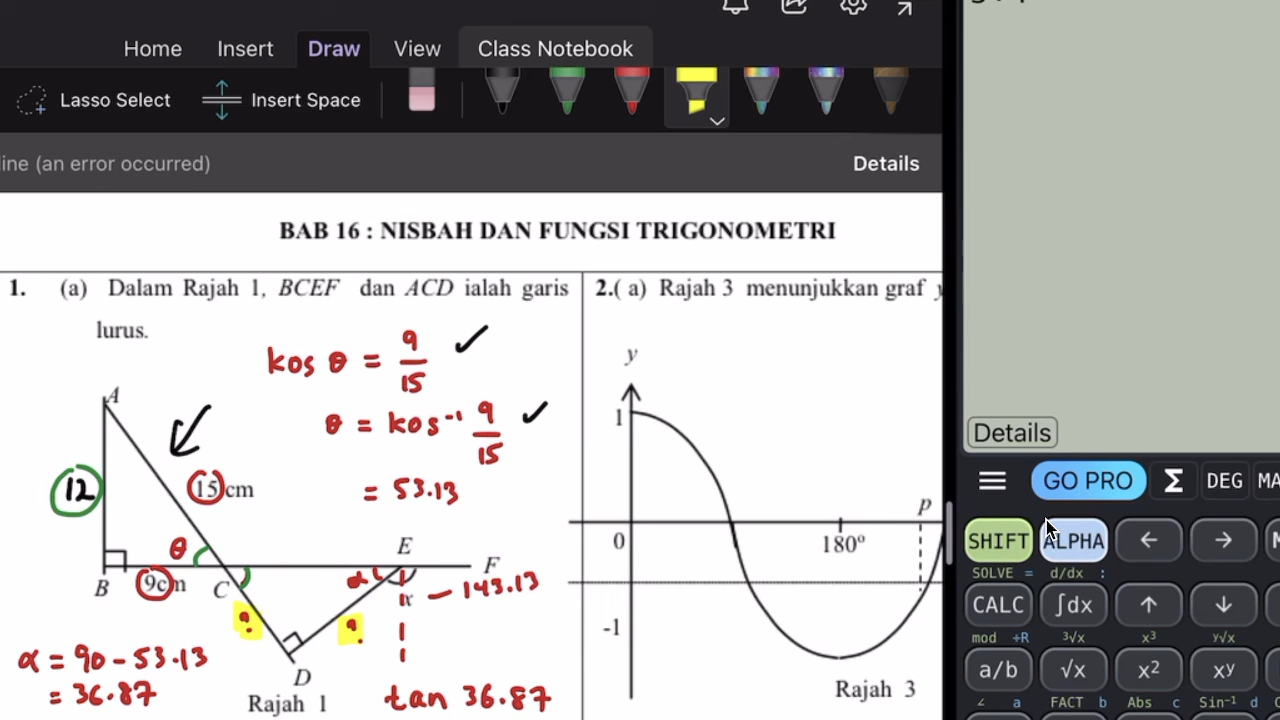 Home Insert Draw View Class Notebook
Lasso Select Insert Space
line (an error occurred) Details
BAB 16 : NISBAH DAN FUNGSI TRIGONOMETRI
1. (a) Dalam Rajah 1, BCEF dan ACD ialah garis
lurus.
kos θ = 9/15
θ = kos⁻¹ 9/15
= 53.13
A
12
15 cm
θ
B
9cm
C
E
F
α
x
- 143.13
?
?
D
α = 90 - 53.13
= 36.87
Rajah 1
tan 36.87
2.( a) Rajah 3 menunjukkan graf y
y
1
0
180°
p
-1
Rajah 3
Details
GO PRO Σ DEG
SHIFT ALPHA ← →
SOLVE = d/dx :
CALC ∫dx ↑ ↓
mod ÷R ³√x x³ ʸ√x
a/b √x x² xʸ
∠ a FACT b Abs c Sin⁻¹ d